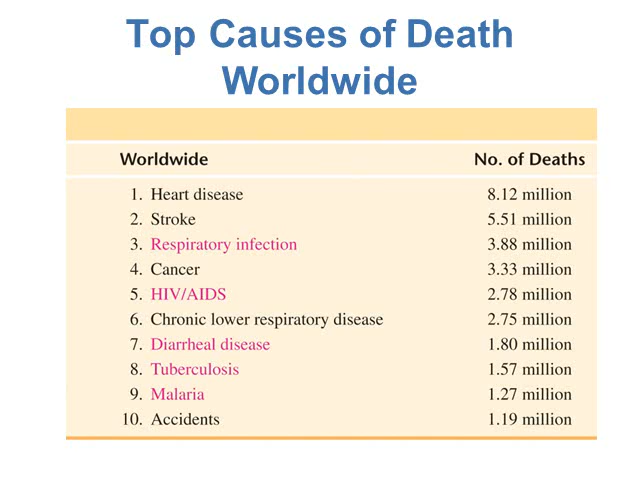 Top Causes of Death
Worldwide
Worldwide No. of Deaths
1. Heart disease 8.12 million
2. Stroke 5.51 million
3. Respiratory infection 3.88 million
4. Cancer 3.33 million
5. HIV/AIDS 2.78 million
6. Chronic lower respiratory disease 2.75 million
7. Diarrheal disease 1.80 million
8. Tuberculosis 1.57 million
9. Malaria 1.27 million
10. Accidents 1.19 million